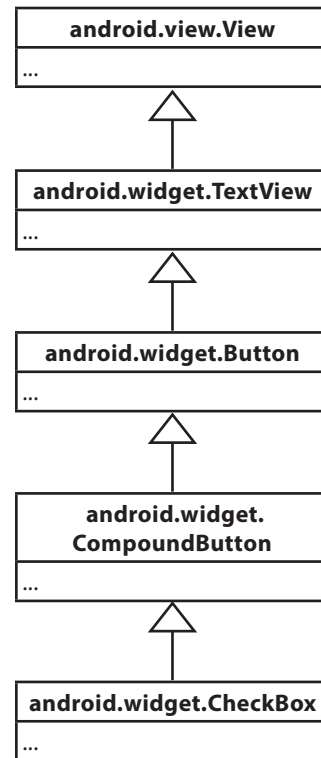 android.view.View
...
android.widget.TextView
...
android.widget.Button
...
android.widget.
CompoundButton
...
android.widget.CheckBox
...